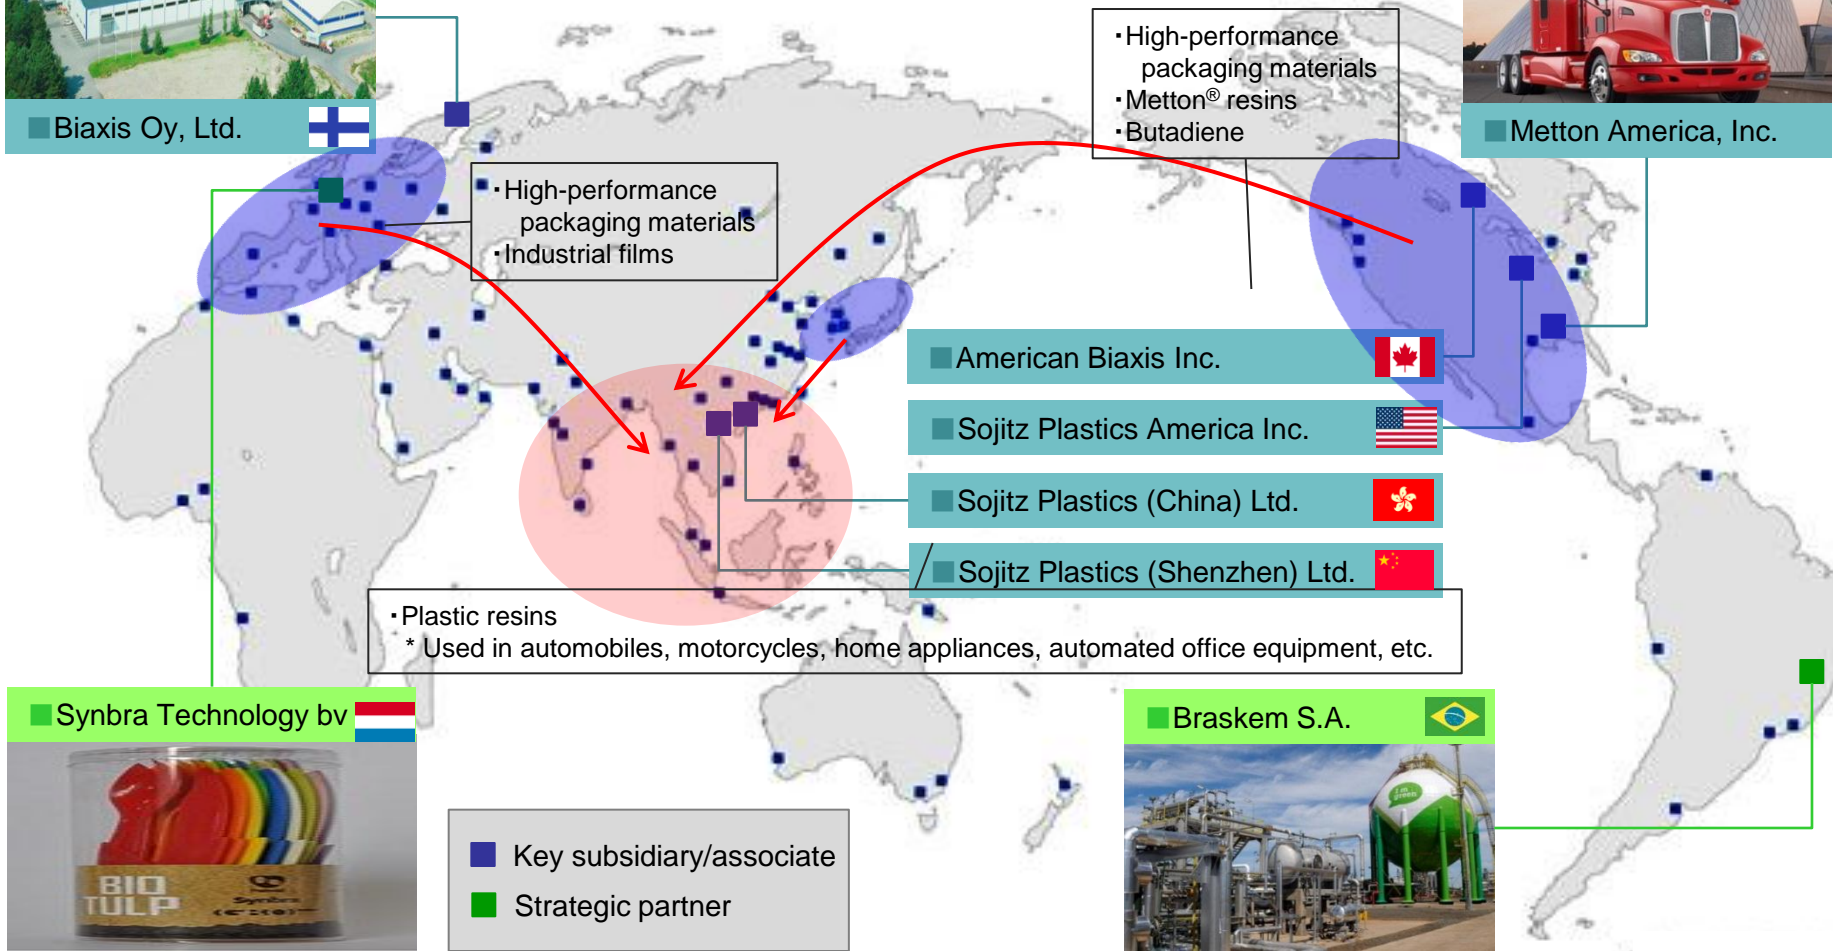 Biaxis Oy, Ltd.
・High-performance
packaging materials
・Metton® resins
・Butadiene
Metton America, Inc.
・High-performance
packaging materials
・Industrial films
American Biaxis Inc.
Sojitz Plastics America Inc.
Sojitz Plastics (China) Ltd.
Sojitz Plastics (Shenzhen) Ltd.
・Plastic resins
* Used in automobiles, motorcycles, home appliances, automated office equipment, etc.
Synbra Technology bv
BIO
TULP
Synbra
Braskem S.A.
I'm
green
Key subsidiary/associate
Strategic partner